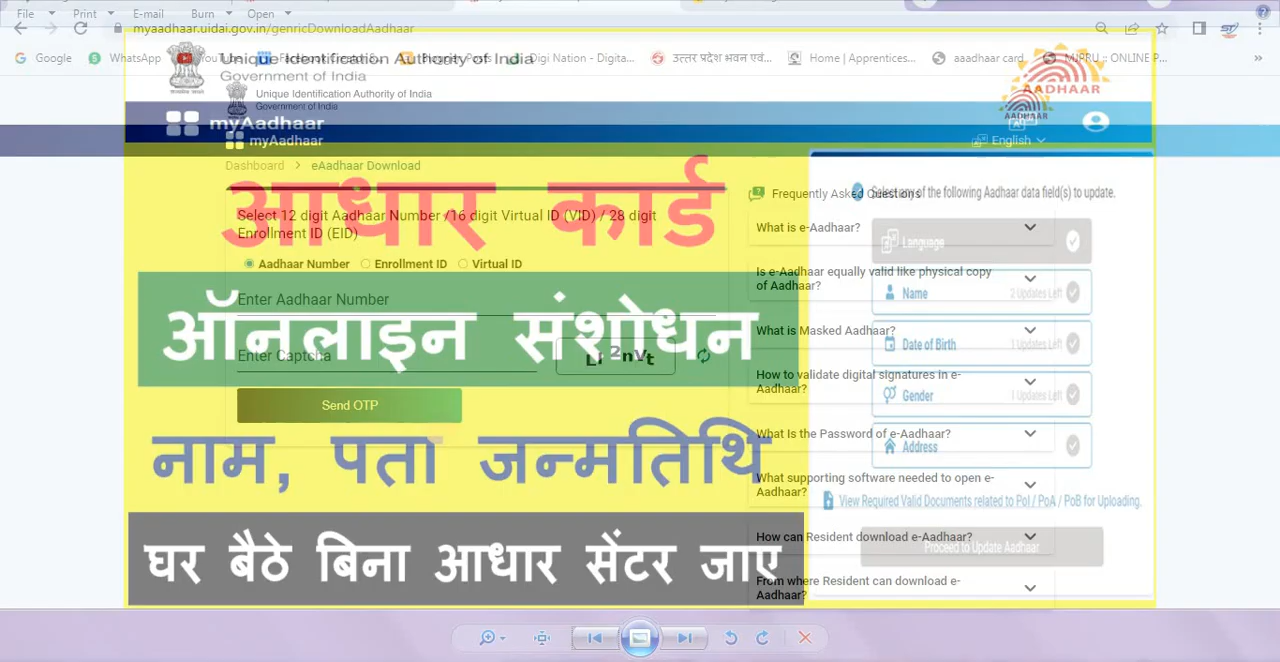 File Print E-mail Burn Open
myaadhaar.uidai.gov.in/genricDownloadAadhaar
Google WhatsApp YouTube Digi Nation - Digita... उत्तर प्रदेश भवन एवं... Home | Apprentices... aaadhaar card MJPRU :: ONLINE P... »
Unique Identification Authority of India
Government of India
AADHAAR
Unique Identification Authority of India
Government of India
AADHAAR
myAadhaar
myAadhaar
English
Dashboard > eAadhaar Download
आधार कार्ड
Select 12 digit Aadhaar Number /16 digit Virtual ID (VID) / 28 digit
Enrollment ID (EID)
Aadhaar Number Enrollment ID Virtual ID
Enter Aadhaar Number
ऑनलाइन संशोधन
Enter Captcha
Send OTP
नाम, पता जन्मतिथि
घर बैठे बिना आधार सेंटर जाए
Frequently Asked Questions
What is e-Aadhaar?
Is e-Aadhaar equally valid like physical copy
of Aadhaar?
What is Masked Aadhaar?
How to validate digital signatures in e-
Aadhaar?
What Is the Password of e-Aadhaar?
What supporting software needed to open e-
Aadhaar?
How can Resident download e-Aadhaar?
From where Resident can download e-
Aadhaar?
Select any of the following Aadhaar data field(s) to update.
Language
Name 2 Updates Left
Date of Birth 1 Updates Left
Gender 1 Updates Left
Address
View Required Valid Documents related to PoI / PoA / PoB for Uploading.
Proceed to Update Aadhaar